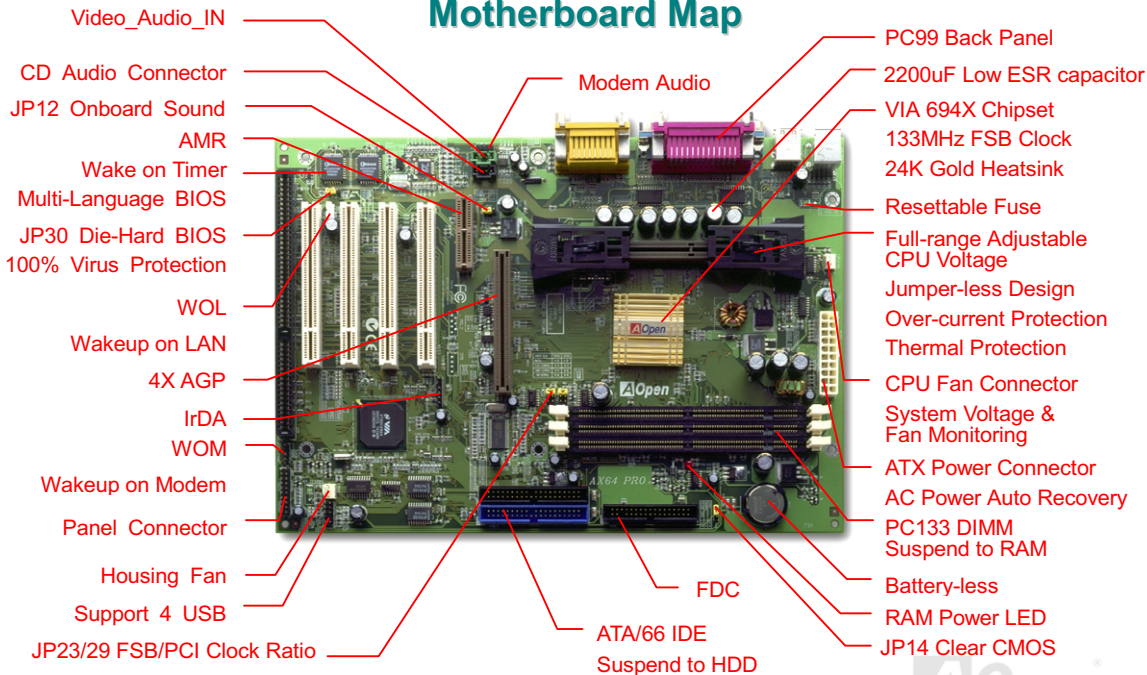 Motherboard Map
Video_Audio_IN
CD Audio Connector
JP12 Onboard Sound
AMR
Wake on Timer
Multi-Language BIOS
JP30 Die-Hard BIOS
100% Virus Protection
WOL
Wakeup on LAN
4X AGP
IrDA
WOM
Wakeup on Modem
Panel Connector
Housing Fan
Support 4 USB
JP23/29 FSB/PCI Clock Ratio
Modem Audio
AOpen
AOpen
AX64 PRO
FDC
ATA/66 IDE
Suspend to HDD
PC99 Back Panel
2200uF Low ESR capacitor
VIA 694X Chipset
133MHz FSB Clock
24K Gold Heatsink
Resettable Fuse
Full-range Adjustable
CPU Voltage
Jumper-less Design
Over-current Protection
Thermal Protection
CPU Fan Connector
System Voltage &
Fan Monitoring
ATX Power Connector
AC Power Auto Recovery
PC133 DIMM
Suspend to RAM
Battery-less
RAM Power LED
JP14 Clear CMOS